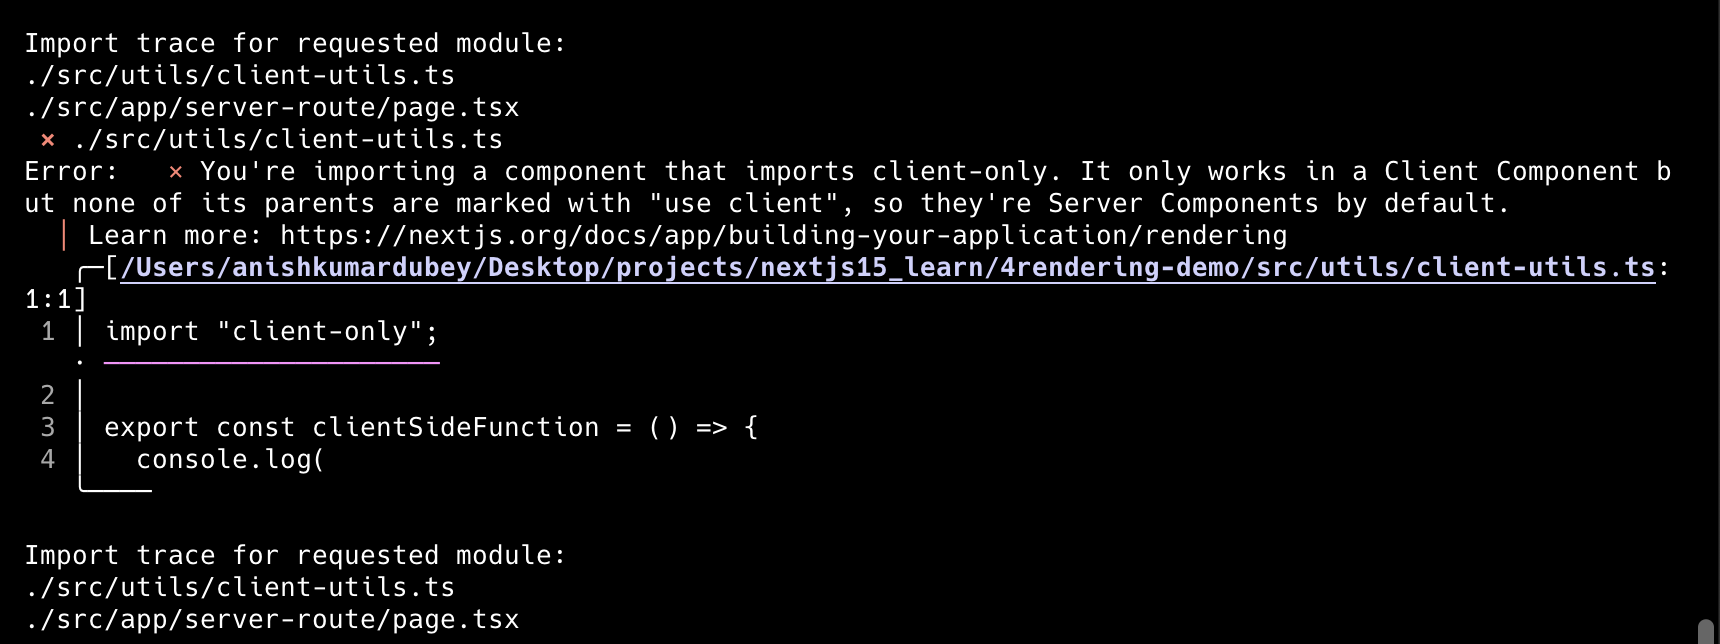 Import trace for requested module:
./src/utils/client-utils.ts
./src/app/server-route/page.tsx
 × ./src/utils/client-utils.ts
Error:   × You're importing a component that imports client-only. It only works in a Client Component b
ut none of its parents are marked with "use client", so they're Server Components by default.
  | Learn more: https://nextjs.org/docs/app/building-your-application/rendering
   ╭─[/Users/anishkumardubey/Desktop/projects/nextjs15_learn/4rendering-demo/src/utils/client-utils.ts:
1:1]
 1 │ import "client-only";
   · ─────────────────────
 2 │
 3 │ export const clientSideFunction = () => {
 4 │   console.log(
   ╰────

Import trace for requested module:
./src/utils/client-utils.ts
./src/app/server-route/page.tsx